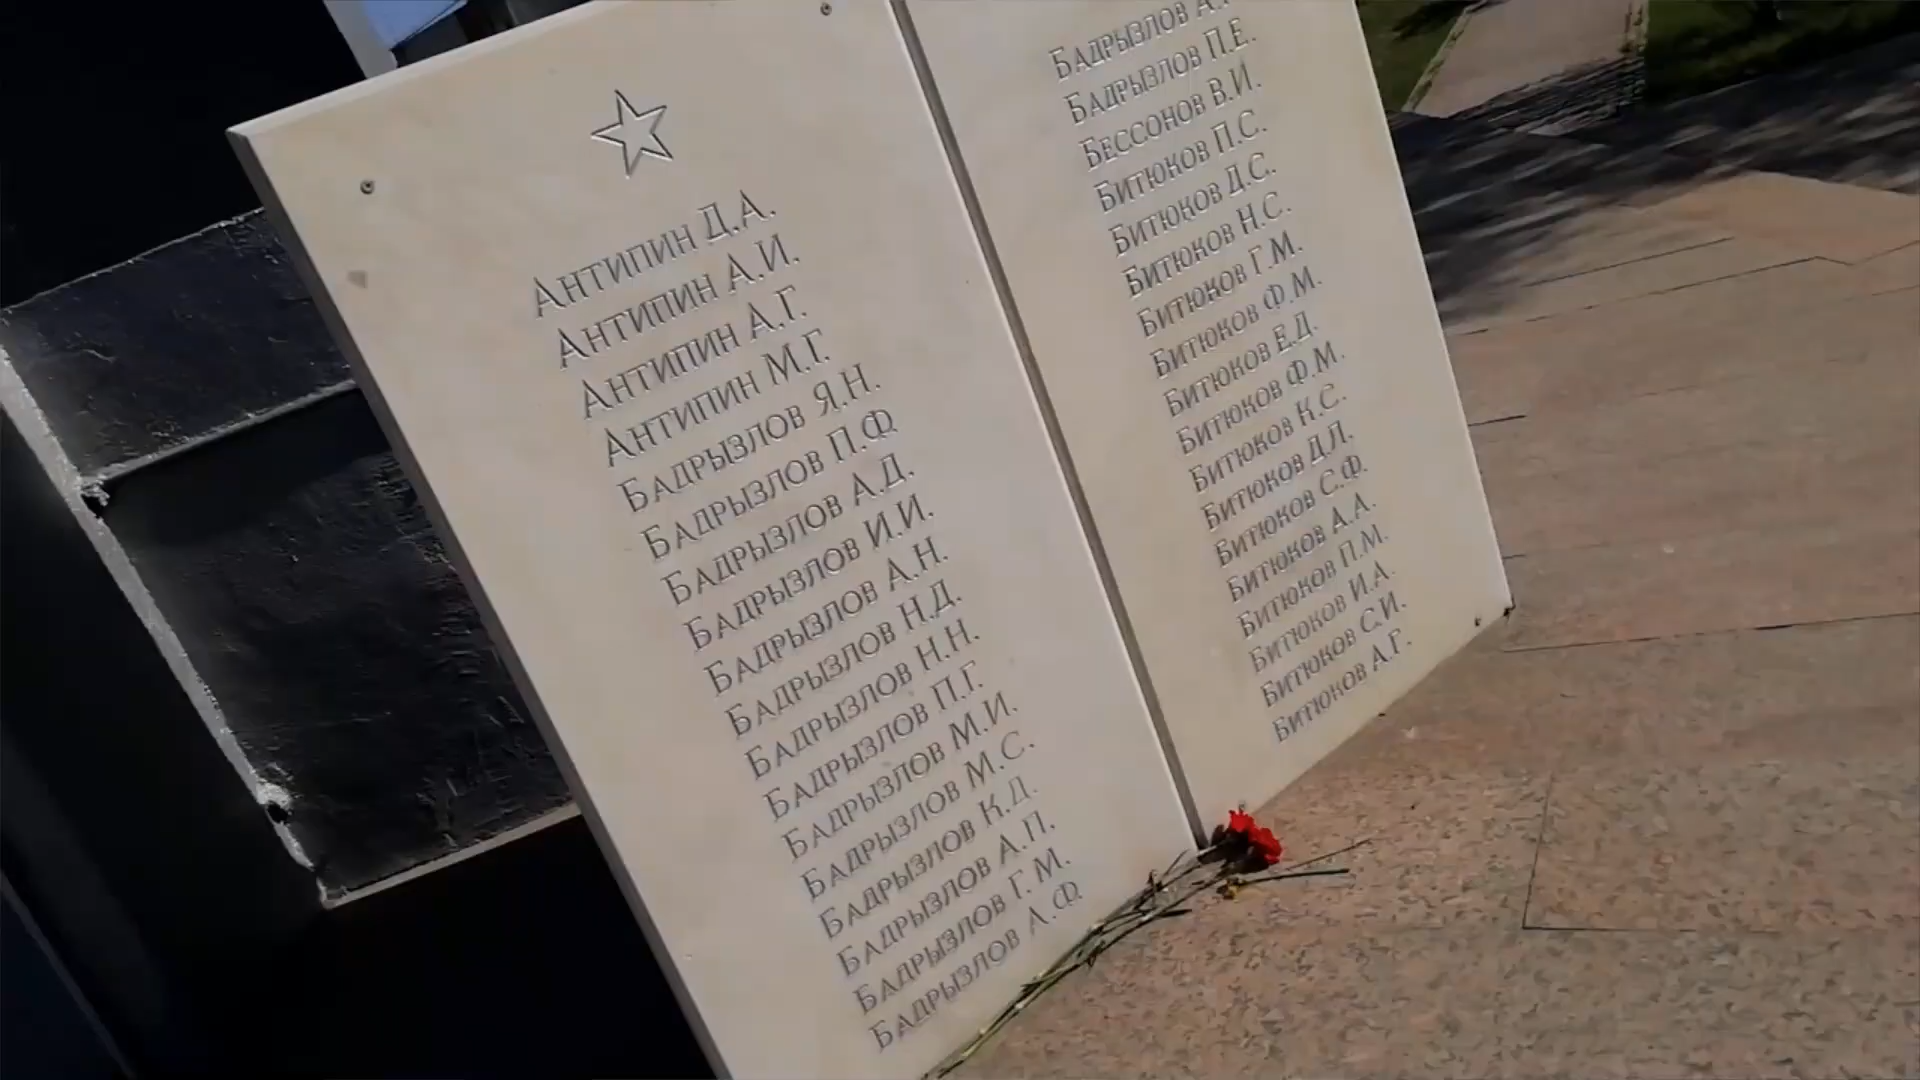 Антипин Д.А.
Антипин А.И.
Антипин А.Г.
Антипин М.Г.
Бадрызлов Я.Н.
Бадрызлов П.Ф.
Бадрызлов А.Д.
Бадрызлов И.И.
Бадрызлов А.Н.
Бадрызлов Н.Д.
Бадрызлов Н.Н.
Бадрызлов П.Г.
Бадрызлов М.И.
Бадрызлов М.С.
Бадрызлов К.Д.
Бадрызлов А.П.
Бадрызлов Г.М.
Бадрызлов А.Ф.
Бадрызлов
Бадрызлов П.Е.
Бессонов В.И.
Битюков П.С.
Битюков Д.С.
Битюков Н.С.
Битюков Г.М.
Битюков Ф.М.
Битюков Е.Д.
Битюков Ф.М.
Битюков К.С.
Битюков Д.Л.
Битюков С.Ф.
Битюков А.А.
Битюков П.М.
Битюков И.А.
Битюков С.И.
Битюков А.Г.